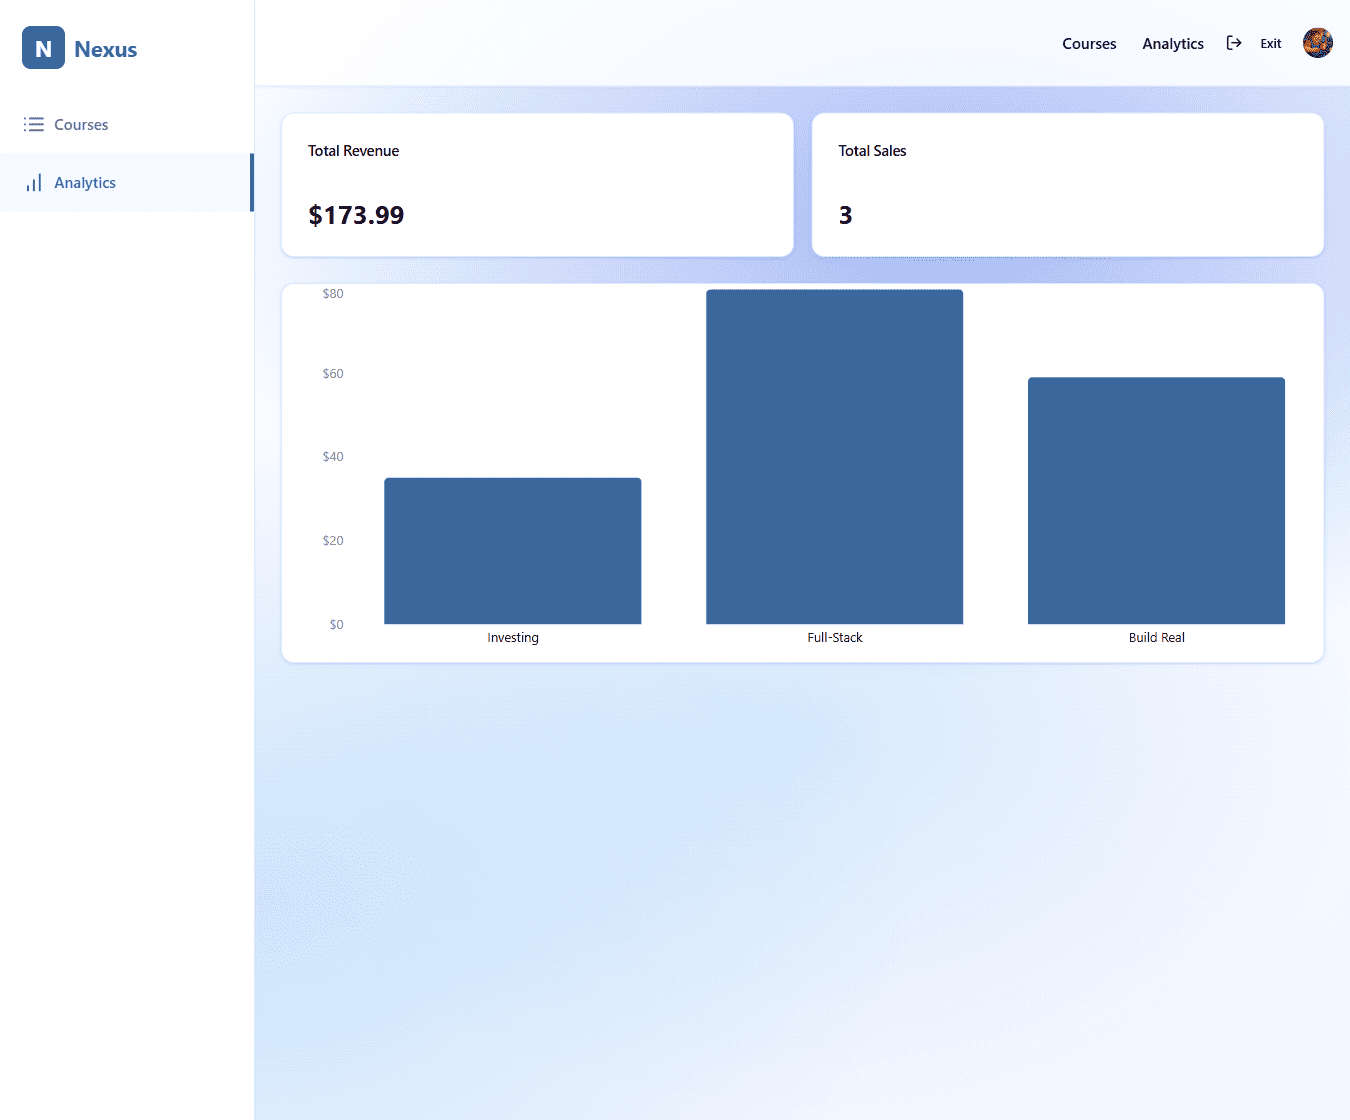 N Nexus
Courses
Analytics
Courses Analytics Exit
Total Revenue
$173.99
Total Sales
3
$80
$60
$40
$20
$0
Investing Full-Stack Build Real